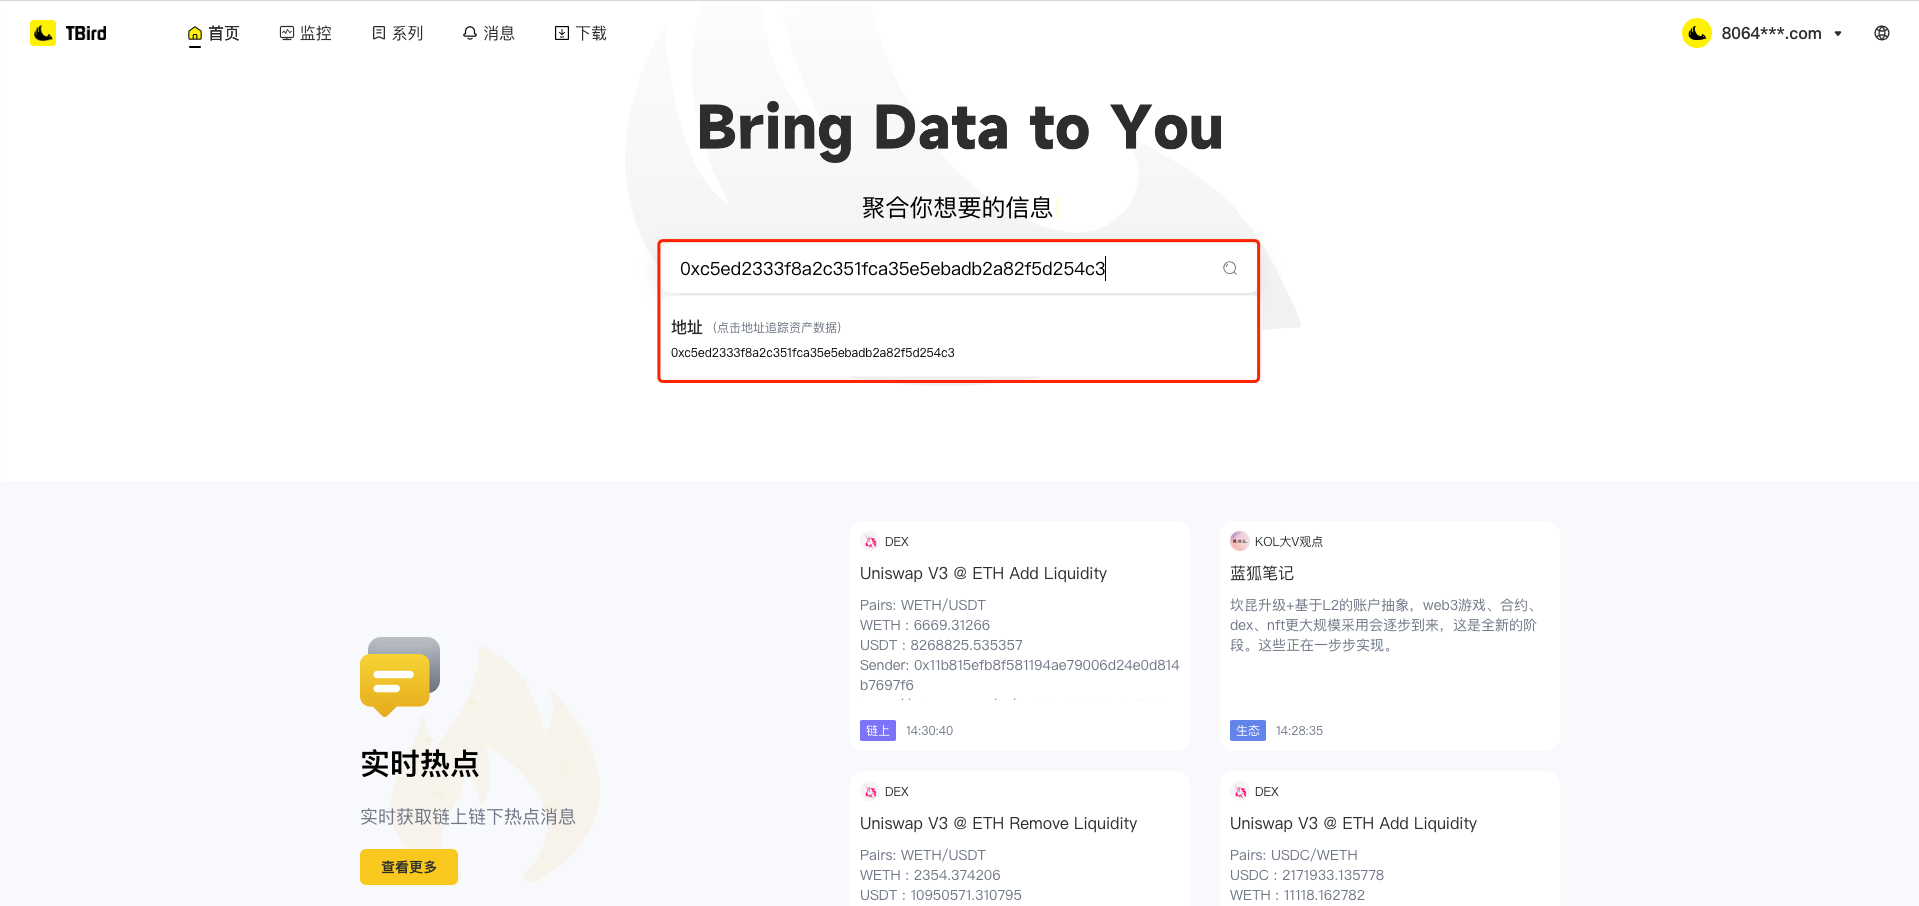 TBird
首页
监控
系列
消息
下载
8064***.com
Bring Data to You
聚合你想要的信息
0xc5ed2333f8a2c351fca35e5ebadb2a82f5d254c3
地址 (点击地址追踪资产数据)
0xc5ed2333f8a2c351fca35e5ebadb2a82f5d254c3
实时热点
实时获取链上链下热点消息
查看更多
DEX
Uniswap V3 @ ETH Add Liquidity
Pairs: WETH/USDT
WETH : 6669.31266
USDT : 8268825.535357
Sender: 0x11b815efb8f581194ae79006d24e0d814
b7697f6
链上 14:30:40
KOL大V观点
蓝狐笔记
坎昆升级+基于L2的账户抽象，web3游戏、合约、
dex、nft更大规模采用会逐步到来，这是全新的阶
段。这些正在一步步实现。
生态 14:28:35
DEX
Uniswap V3 @ ETH Remove Liquidity
Pairs: WETH/USDT
WETH : 2354.374206
USDT : 10950571.310795
DEX
Uniswap V3 @ ETH Add Liquidity
Pairs: USDC/WETH
USDC : 2171933.135778
WETH : 11118.162782